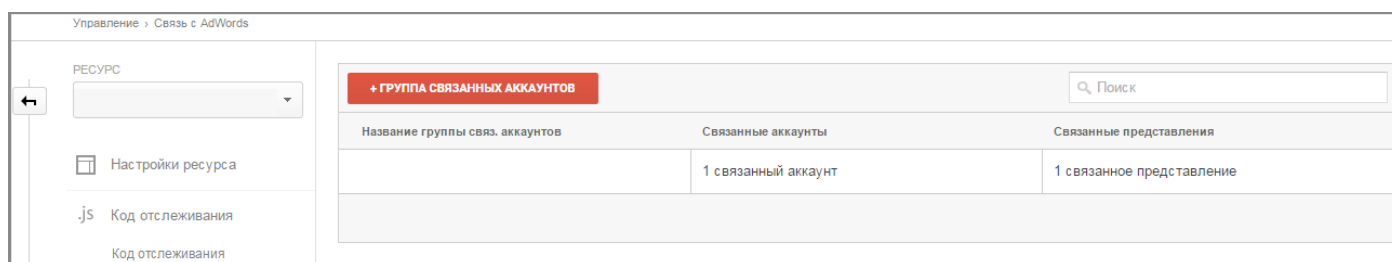 Управление › Связь с AdWords
РЕСУРС
Настройки ресурса
.js Код отслеживания
Код отслеживания
+ ГРУППА СВЯЗАННЫХ АККАУНТОВ
Поиск
Название группы связ. аккаунтов Связанные аккаунты Связанные представления
1 связанный аккаунт 1 связанное представление